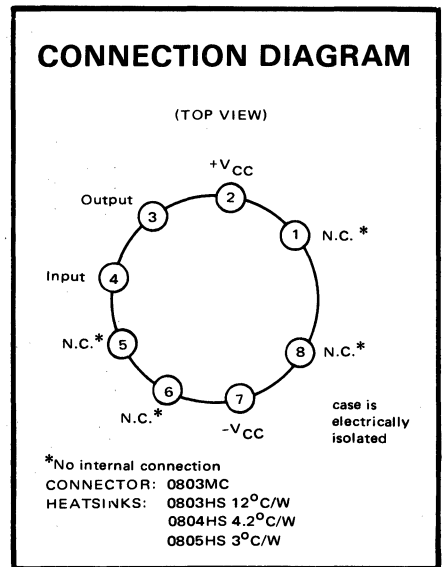 CONNECTION DIAGRAM
(TOP VIEW)
+VCC
2
Output
3
1
N.C. *
Input
4
N.C.*
5
8
N.C.*
6
N.C.*
7
-VCC
case is
electrically
isolated
*No internal connection
CONNECTOR: 0803MC
HEATSINKS: 0803HS 12°C/W
0804HS 4.2°C/W
0805HS 3°C/W